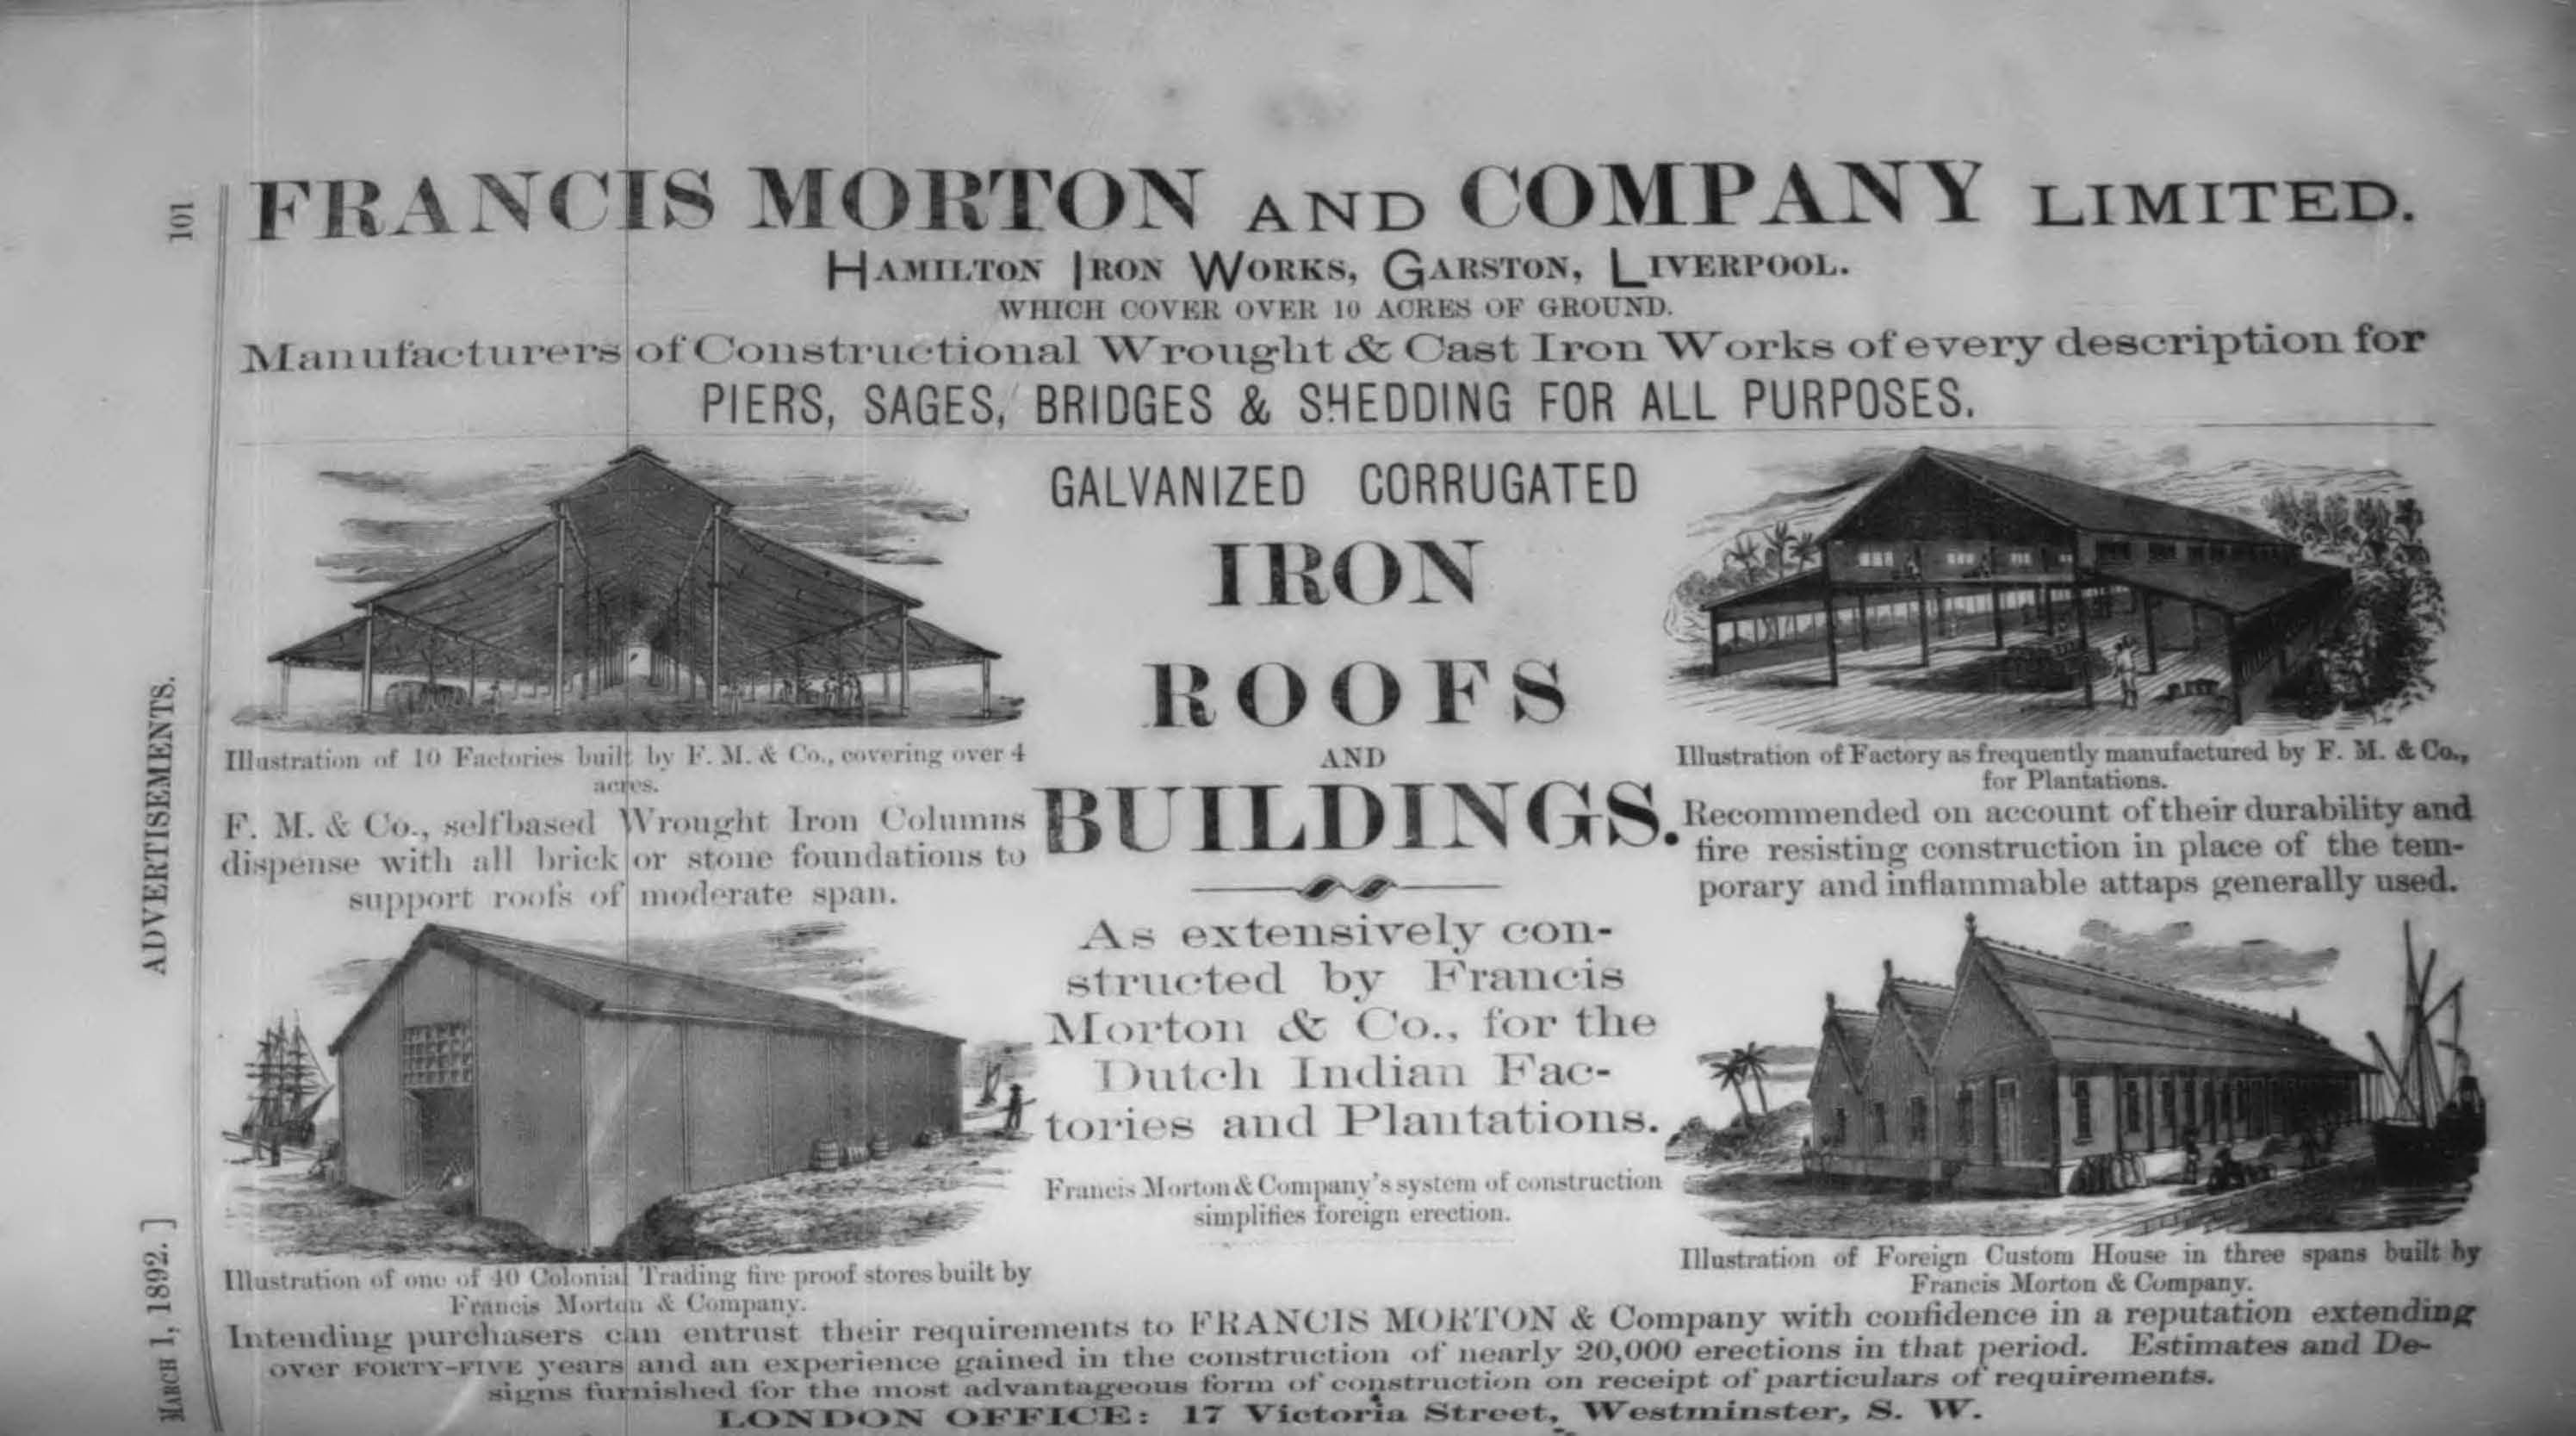 101
ADVERTISEMENTS.
MARCH 1, 1892. ]
FRANCIS MORTON AND COMPANY LIMITED.
HAMILTON IRON WORKS, GARSTON, LIVERPOOL.
WHICH COVER OVER 10 ACRES OF GROUND.
Manufacturers of Constructional Wrought & Cast Iron Works of every description for
PIERS, SAGES, BRIDGES & SHEDDING FOR ALL PURPOSES.
Illustration of 10 Factories built by F. M. & Co., covering over 4
acres.
F. M. & Co., selfbased Wrought Iron Columns
dispense with all brick or stone foundations to
support roofs of moderate span.
Illustration of one of 40 Colonial Trading fire proof stores built by
Francis Morton & Company.
GALVANIZED CORRUGATED
IRON
ROOFS
AND
BUILDINGS.
As extensively con-
structed by Francis
Morton & Co., for the
Dutch Indian Fac-
tories and Plantations.
Francis Morton & Company's system of construction
simplifies foreign erection.
Illustration of Factory as frequently manufactured by F. M. & Co.,
for Plantations.
Recommended on account of their durability and
fire resisting construction in place of the tem-
porary and inflammable attaps generally used.
Illustration of Foreign Custom House in three spans built by
Francis Morton & Company.
Intending purchasers can entrust their requirements to FRANCIS MORTON & Company with confidence in a reputation extending
over FORTY-FIVE years and an experience gained in the construction of nearly 20,000 erections in that period. Estimates and De-
signs furnished for the most advantageous form of construction on receipt of particulars of requirements.
LONDON OFFICE: 17 Victoria Street, Westminster, S. W.